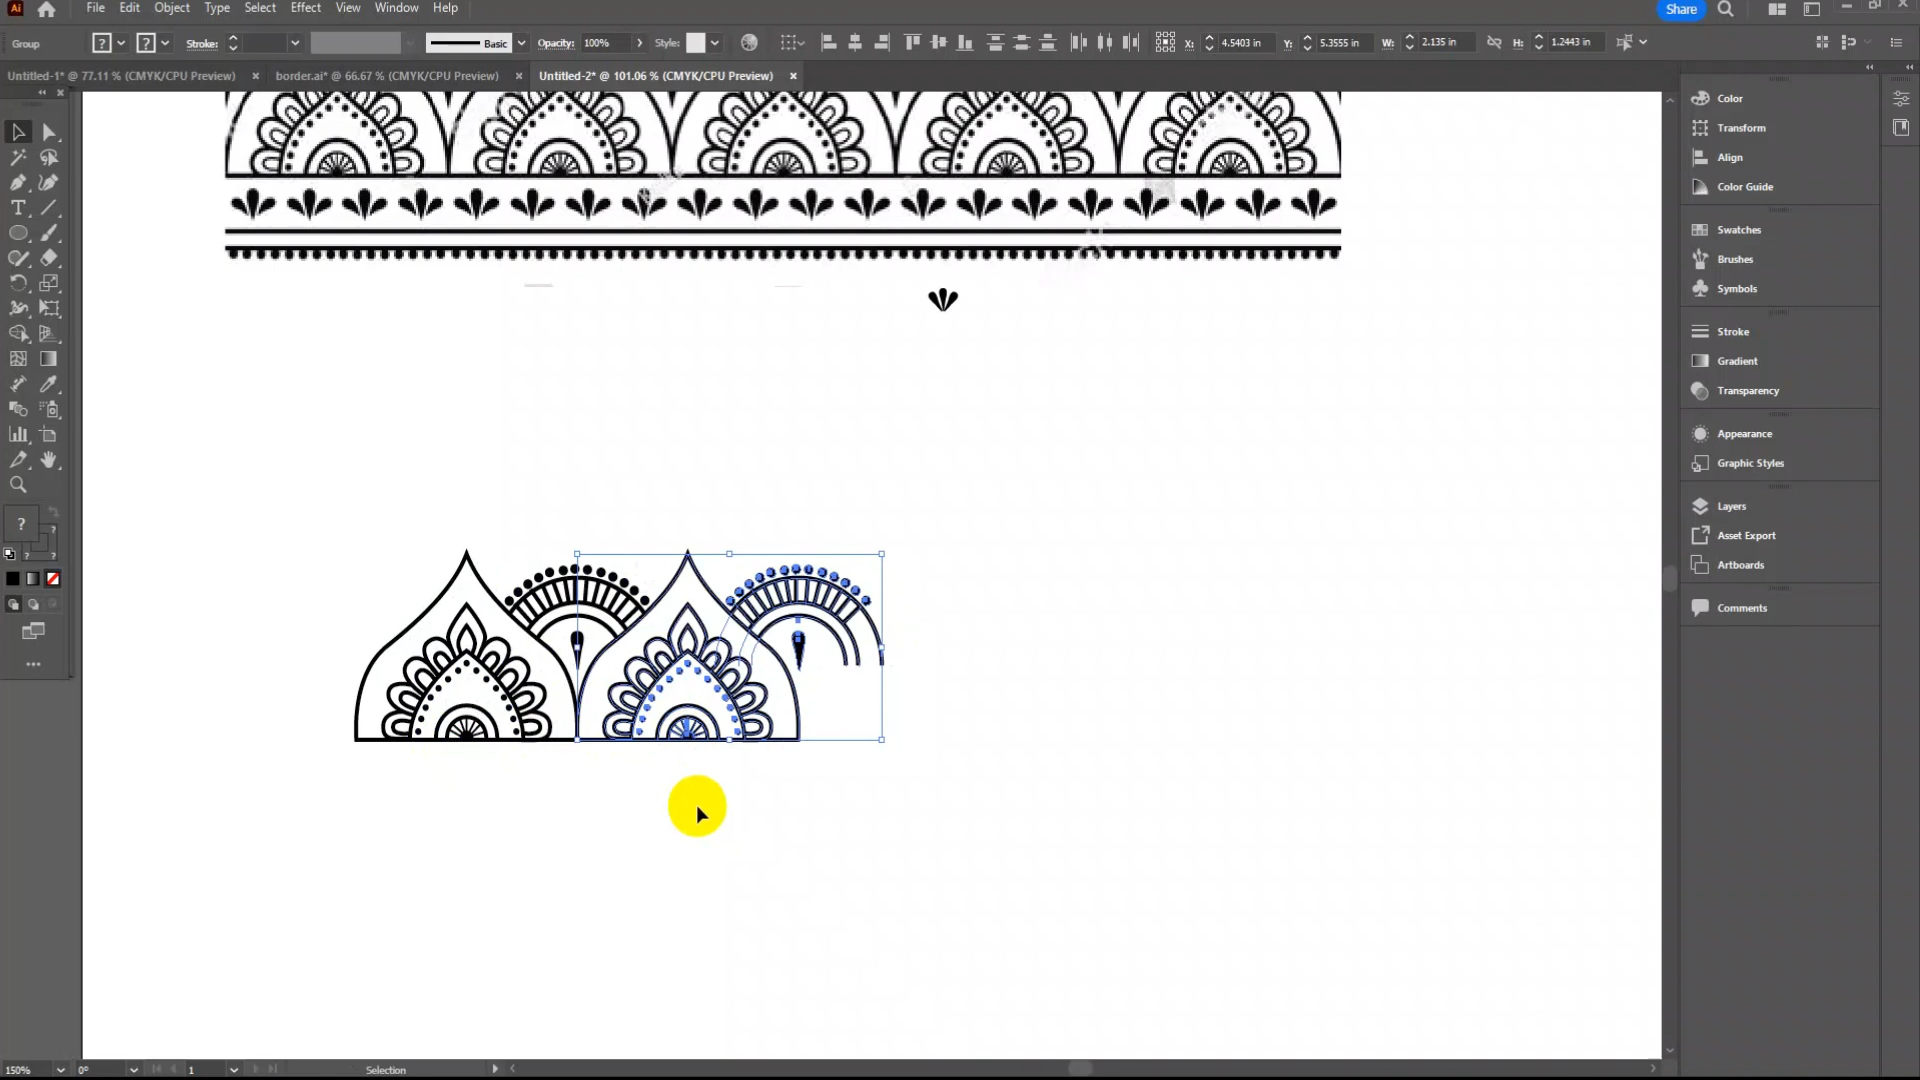 Ai File Edit Object Type Select Effect View Window Help Share
Group ? ? Stroke: Basic Opacity: 100% Style: X: 4.5403 in Y: 5.3555 in W: 2.135 in H: 1.2443 in
Untitled-1* @ 77.11 % (CMYK/CPU Preview) × border.ai* @ 66.67 % (CMYK/CPU Preview) × Untitled-2* @ 101.06 % (CMYK/CPU Preview) ×
Color
Transform
Align
Color Guide
Swatches
Brushes
Symbols
Stroke
Gradient
Transparency
Appearance
Graphic Styles
Layers
Asset Export
Artboards
Comments
?
150% 0° 1 Selection